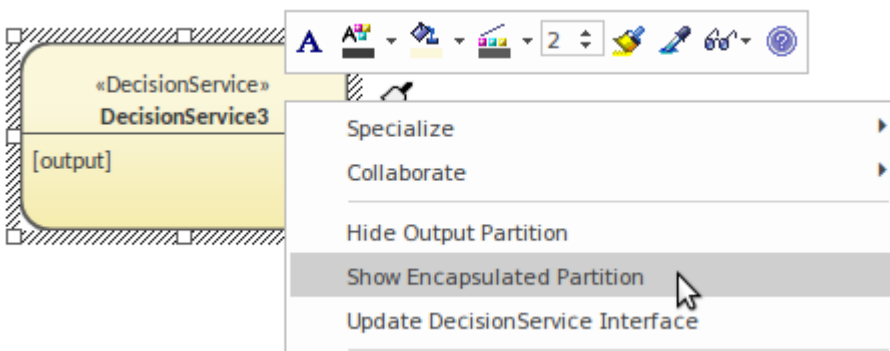 A A 2
«DecisionService»
DecisionService3
[output]
Specialize
Collaborate
Hide Output Partition
Show Encapsulated Partition
Update DecisionService Interface